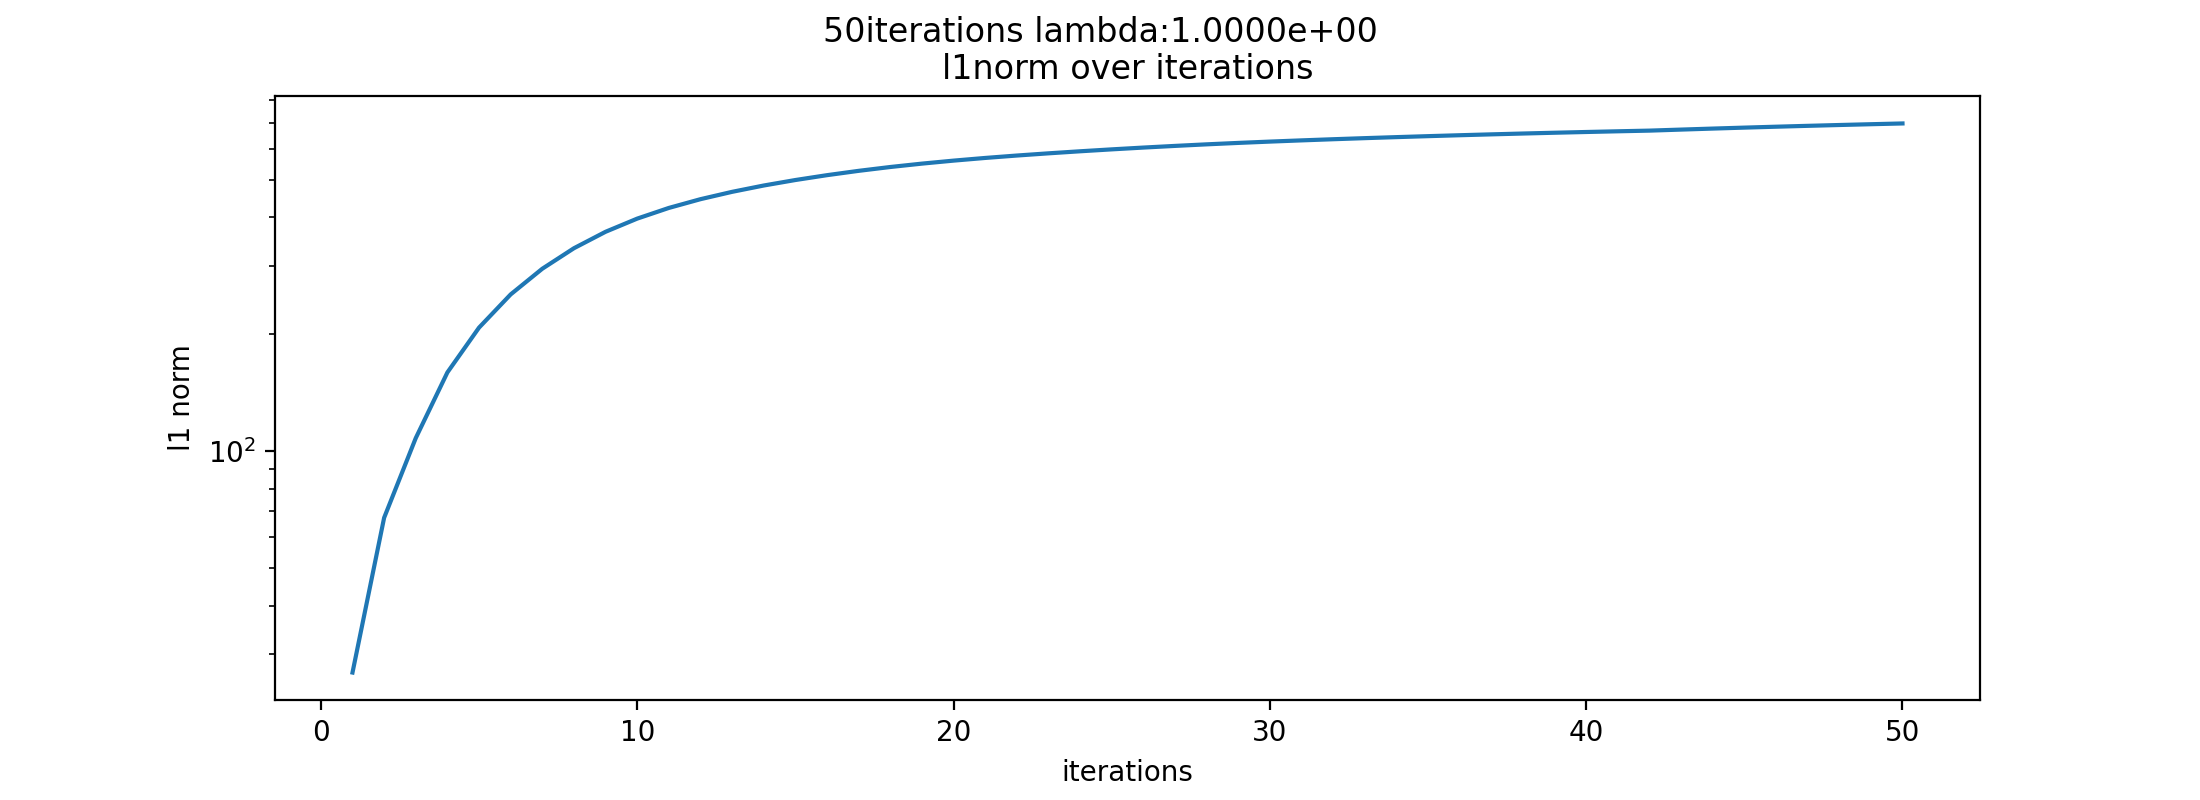 50iterations lambda:1.0000e+00
l1norm over iterations
l1 norm
10²
0 10 20 30 40 50
iterations